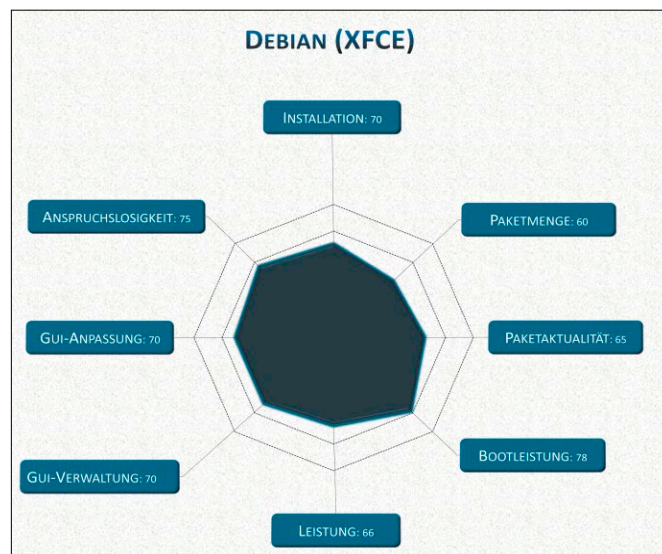 DEBIAN (XFCE)
INSTALLATION: 70
ANSPRUCHSLOSIGKEIT: 75
PAKETMENGE: 60
GUI-ANPASSUNG: 70
PAKETAKTUALITÄT: 65
BOOTLEISTUNG: 78
GUI-VERWALTUNG: 70
LEISTUNG: 66